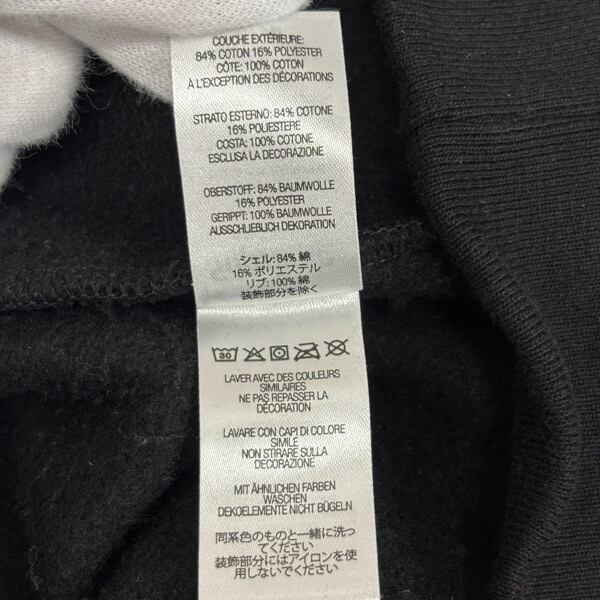 COUCHE EXTÉRIEURE:
84% COTON 16% POLYESTER
CÔTE: 100% COTON
À L'EXCEPTION DES DÉCORATIONS
STRATO ESTERNO: 84% COTONE
16% POLIESTERE
COSTA: 100% COTONE
ESCLUSA LA DECORAZIONE
OBERSTOFF: 84% BAUMWOLLE
16% POLYESTER
GERIPPT: 100% BAUMWOLLE
AUSSCHLIEßLICH DEKORATION
シェル: 84% 綿
16% ポリエステル
リブ: 100% 綿
装飾部分を除く
30
LAVER AVEC DES COULEURS
SIMILAIRES
NE PAS REPASSER LA
DÉCORATION
LAVARE CON CAPI DI COLORE
SIMILE
NON STIRARE SULLA
DECORAZIONE
MIT ÄHNLICHEN FARBEN
WASCHEN
DEKOELEMENTE NICHT BÜGELN
同系色のものと一緒に洗っ
てください
装飾部分にはアイロンを使
用しないでください